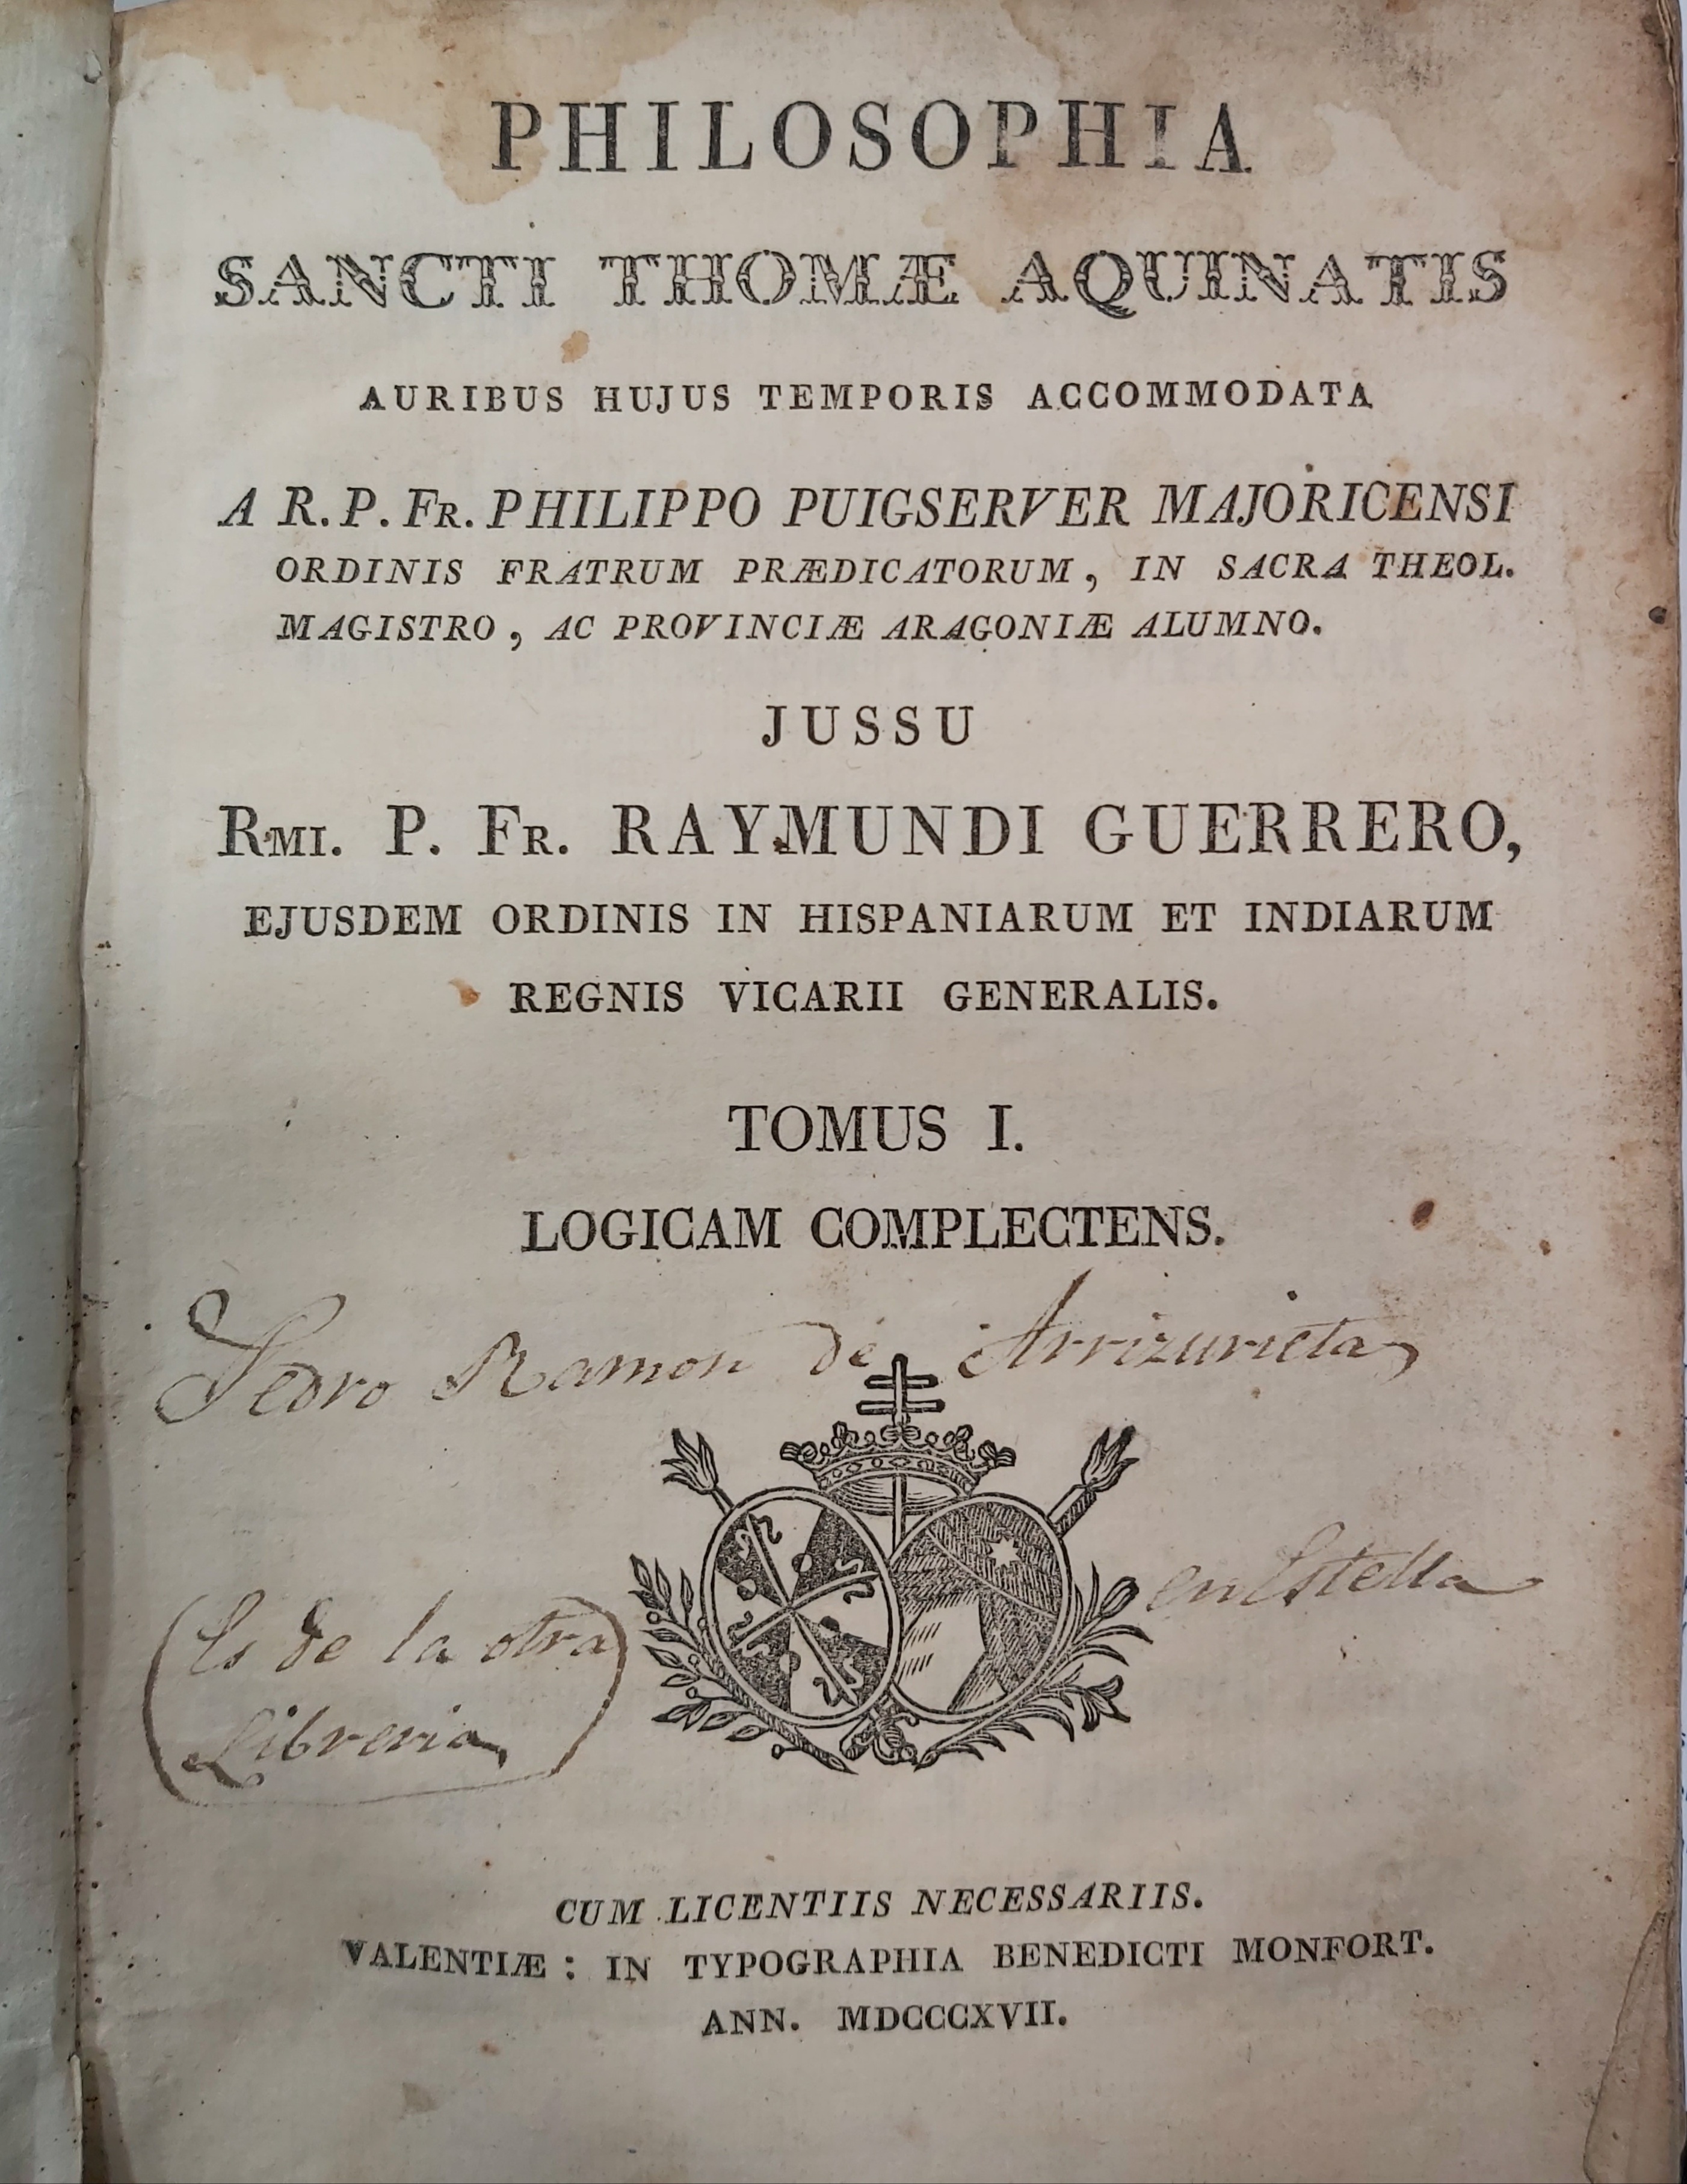 PHILOSOPHIA
SANCTI THOMÆ AQUINATIS
AURIBUS HUJUS TEMPORIS ACCOMMODATA
A R. P. FR. PHILIPPO PUIGSERVER MAJORICENSI
ORDINIS FRATRUM PRÆDICATORUM, IN SACRA THEOL.
MAGISTRO, AC PROVINCIÆ ARAGONIÆ ALUMNO.
JUSSU
RMI. P. FR. RAYMUNDI GUERRERO,
EJUSDEM ORDINIS IN HISPANIARUM ET INDIARUM
REGNIS VICARII GENERALIS.
TOMUS I.
LOGICAM COMPLECTENS.
Pedro Ramon de Arrizurieta
en Estella
(Es de la otra
Libreria)
CUM LICENTIIS NECESSARIIS.
VALENTIÆ: IN TYPOGRAPHIA BENEDICTI MONFORT.
ANN. MDCCCXVII.